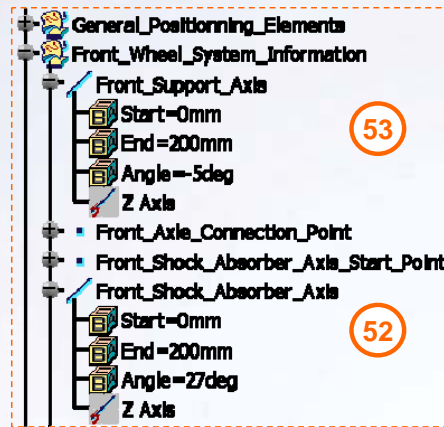 General_Positionning_Elements
Front_Wheel_System_Information
Front_Support_Axis
Start=0mm
53
End=200mm
Angle=-5deg
Z Axis
Front_Axle_Connection_Point
Front_Shock_Absorber_Axis_Start_Point
Front_Shock_Absorber_Axis
Start=0mm
52
End=200mm
Angle=27deg
Z Axis